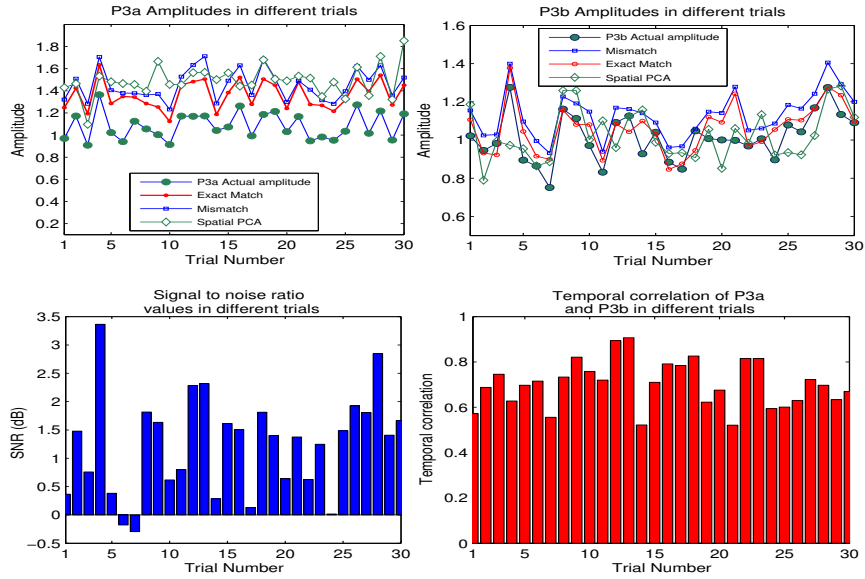 P3a Amplitudes in different trials
Amplitude
1.8
1.6
1.4
1.2
1
0.8
0.6
0.4
0.2
P3a Actual amplitude
Exact Match
Mismatch
Spatial PCA
1 5 10 15 20 25 30
Trial Number
P3b Amplitudes in different trials
Amplitude
1.6
1.4
1.2
1
0.8
0.6
P3b Actual amplitude
Mismatch
Exact Match
Spatial PCA
1 5 10 15 20 25 30
Trial Number
Signal to noise ratio
values in different trials
SNR (dB)
3.5
3
2.5
2
1.5
1
0.5
0
−0.5
1 5 10 15 20 25 30
Trial Number
Temporal correlation of P3a
and P3b in different trials
Temporal correlation
1
0.8
0.6
0.4
0.2
0
1 5 10 15 20 25 30
Trial Number